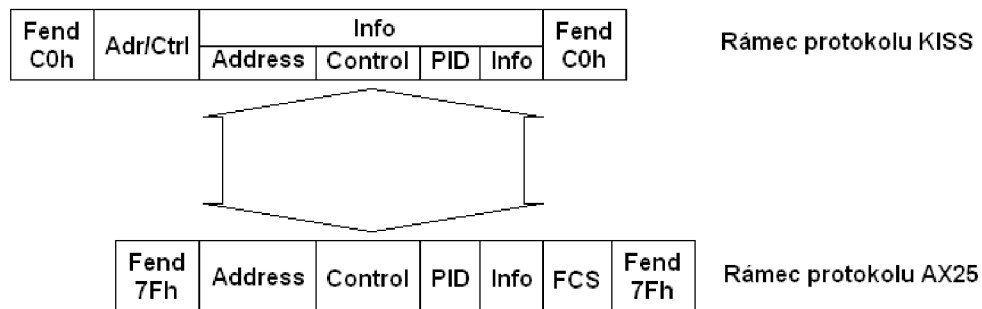 Fend C0h
Adr/Ctrl
Info
Address Control PID Info
Fend C0h
Rámec protokolu KISS
Fend 7Fh
Address Control PID Info FCS
Fend 7Fh
Rámec protokolu AX25